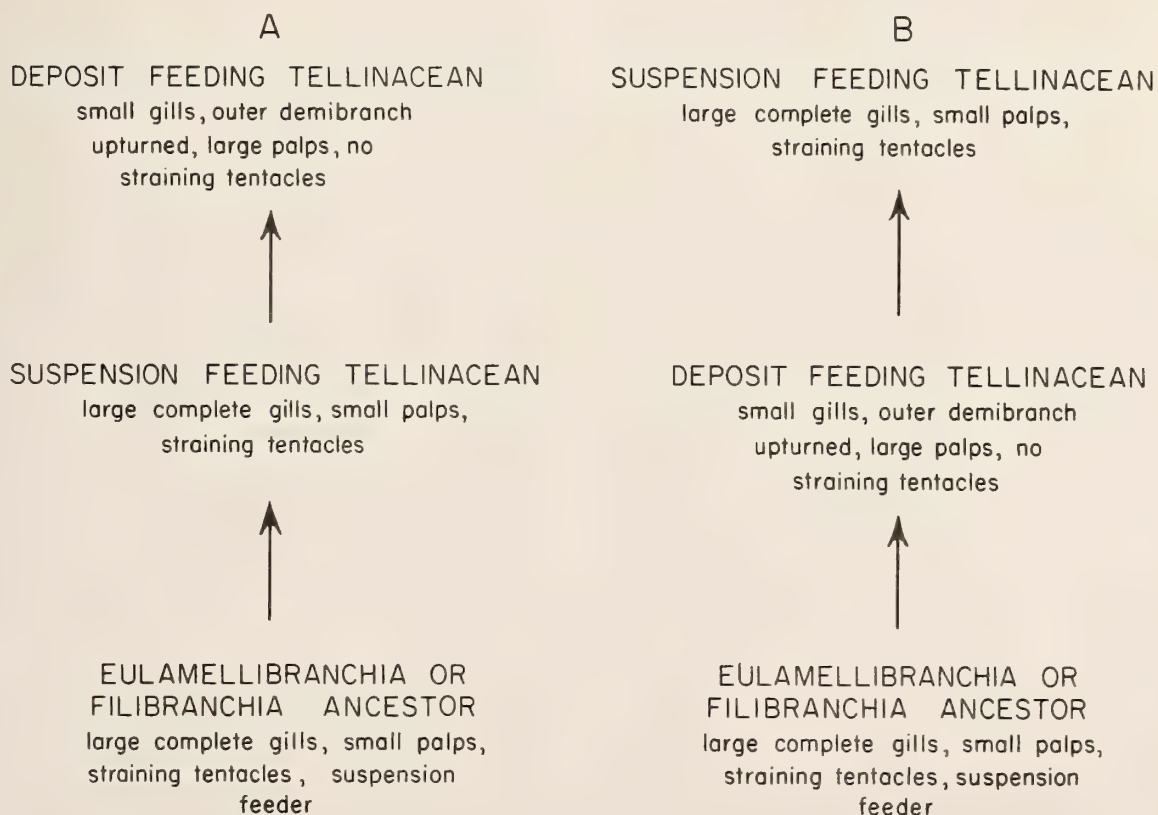 A
DEPOSIT FEEDING TELLINACEAN
small gills, outer demibranch
upturned, large palps, no
straining tentacles
SUSPENSION FEEDING TELLINACEAN
large complete gills, small palps,
straining tentacles
EULAMELLIBRANCHIA OR
FILIBRANCHIA ANCESTOR
large complete gills, small palps,
straining tentacles, suspension
feeder
B
SUSPENSION FEEDING TELLINACEAN
large complete gills, small palps,
straining tentacles
DEPOSIT FEEDING TELLINACEAN
small gills, outer demibranch
upturned, large palps, no
straining tentacles
EULAMELLIBRANCHIA OR
FILIBRANCHIA ANCESTOR
large complete gills, small palps,
straining tentacles, suspension
feeder